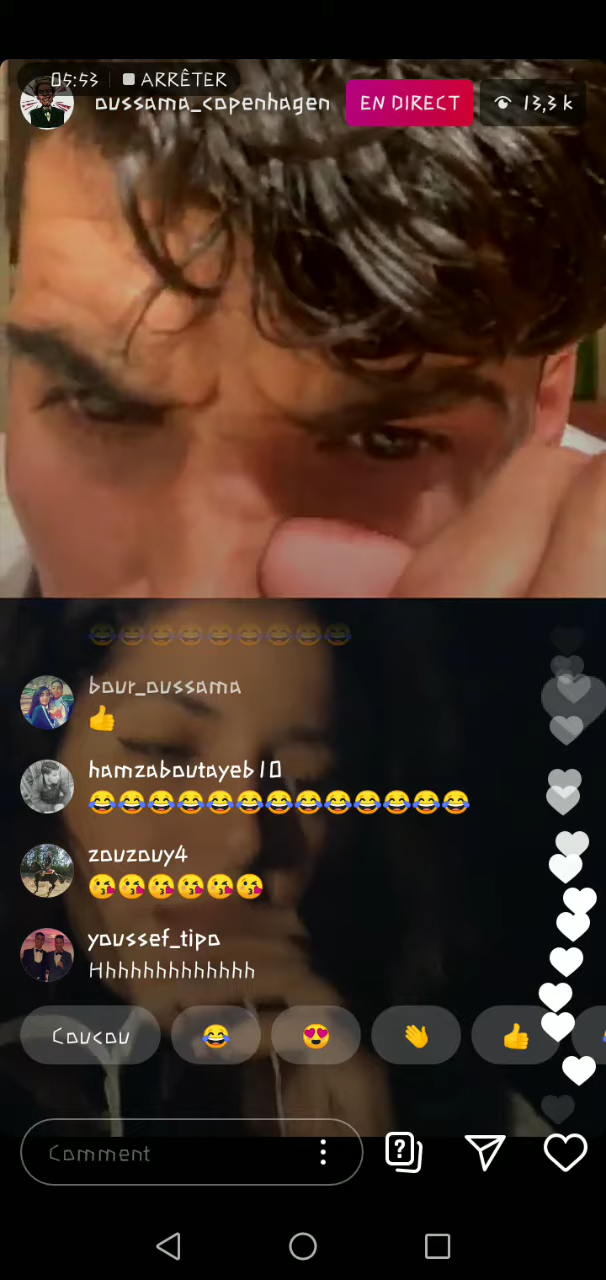 05:53 ARRÊTER
oussama_copenhagen EN DIRECT 13,3 k
😂😂😂😂😂😂😂😂😂
bour_oussama
👍
hamzaboutayeb10
😂😂😂😂😂😂😂😂😂😂😂😂😂
zouzouy4
😘😘😘😘😘😘
youssef_tipo
Hhhhhhhhhhhhh
Coucou 😂 😍 👋 👍
Comment